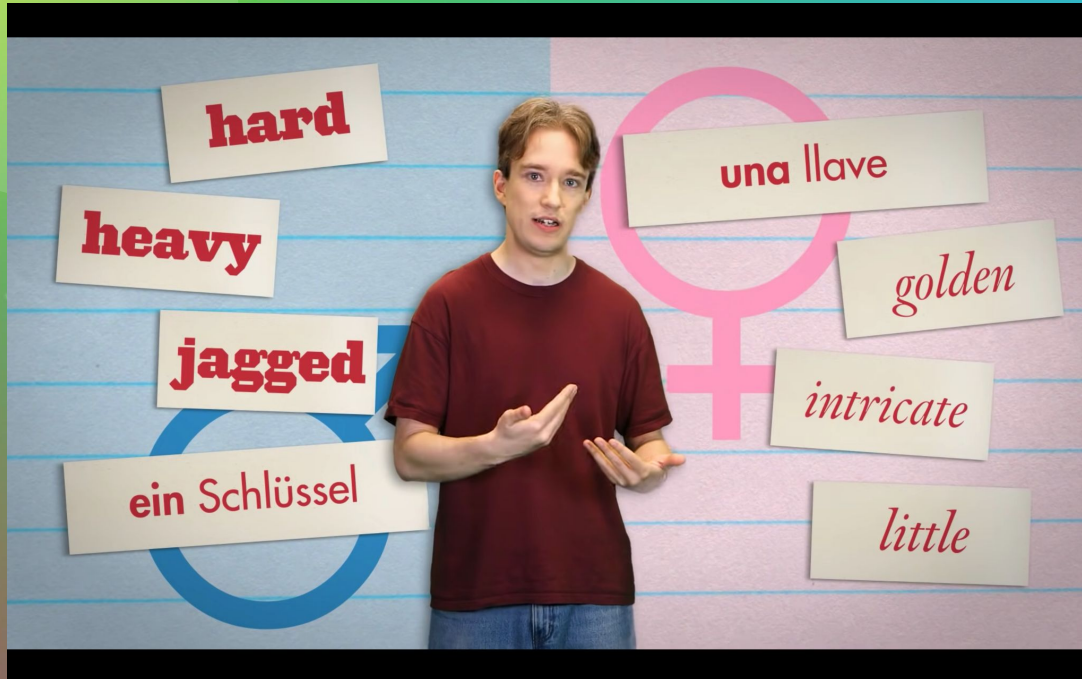 hard
heavy
jagged
ein Schlüssel
una llave
golden
intricate
little